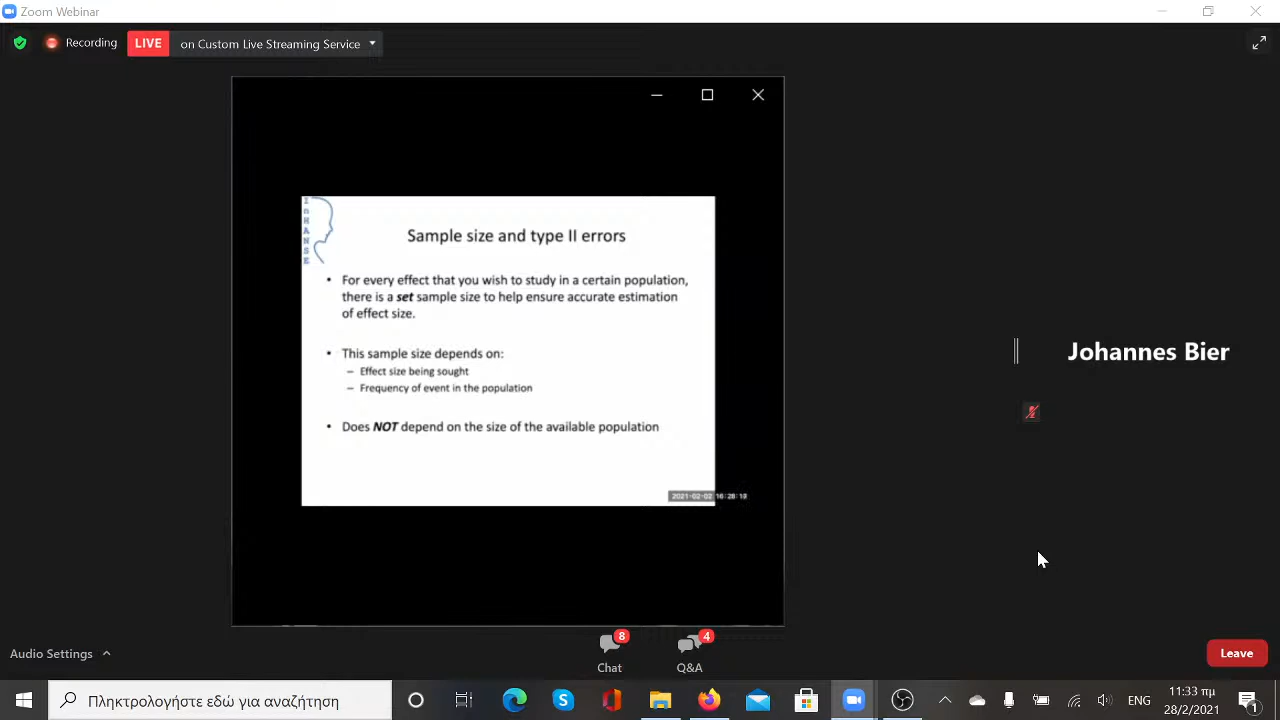 Zoom Webinar
Recording
LIVE
on Custom Live Streaming Service
I
n
H
A
N
S
E
Sample size and type II errors
• For every effect that you wish to study in a certain population,
there is a set sample size to help ensure accurate estimation
of effect size.
• This sample size depends on:
– Effect size being sought
– Frequency of event in the population
• Does NOT depend on the size of the available population
2021-02-02 16:28:19
Johannes Bier
8
4
Audio Settings
Chat
Q&A
Leave
Πληκτρολογήστε εδώ για αναζήτηση
ENG
11:33 πμ
28/2/2021
1